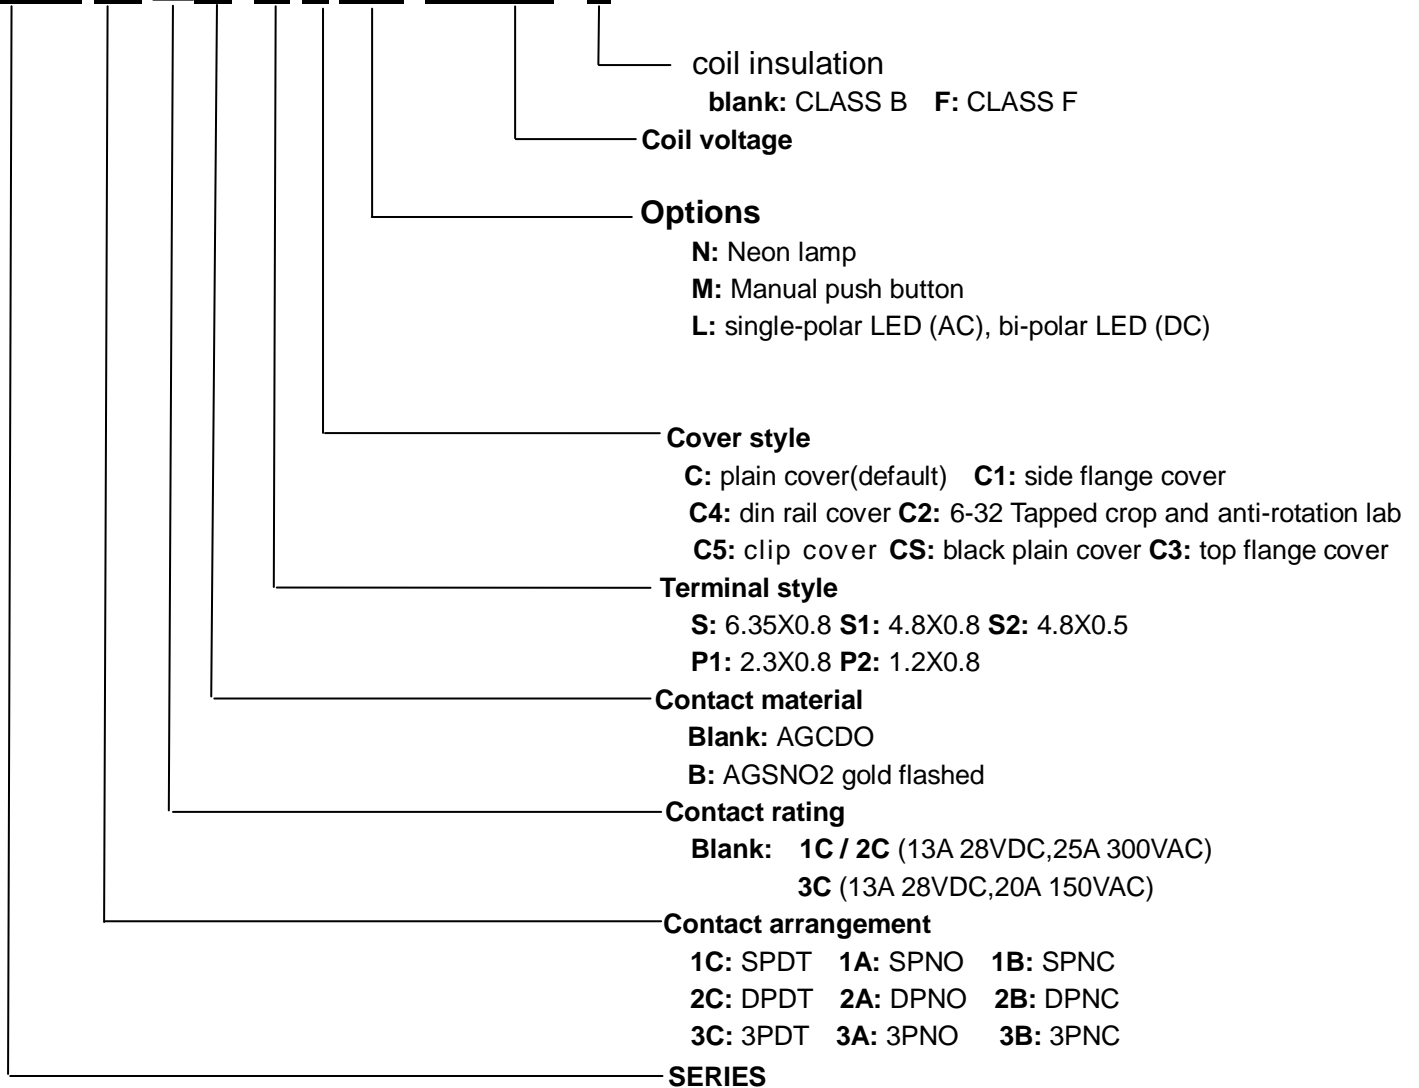 coil insulation
blank: CLASS B F: CLASS F
Coil voltage
Options
N: Neon lamp
M: Manual push button
L: single-polar LED (AC), bi-polar LED (DC)
Cover style
C: plain cover(default) C1: side flange cover
C4: din rail cover C2: 6-32 Tapped crop and anti-rotation lab
C5: clip cover CS: black plain cover C3: top flange cover
Terminal style
S: 6.35X0.8 S1: 4.8X0.8 S2: 4.8X0.5
P1: 2.3X0.8 P2: 1.2X0.8
Contact material
Blank: AGCDO
B: AGSNO2 gold flashed
Contact rating
Blank: 1C / 2C (13A 28VDC,25A 300VAC)
3C (13A 28VDC,20A 150VAC)
Contact arrangement
1C: SPDT 1A: SPNO 1B: SPNC
2C: DPDT 2A: DPNO 2B: DPNC
3C: 3PDT 3A: 3PNO 3B: 3PNC
SERIES